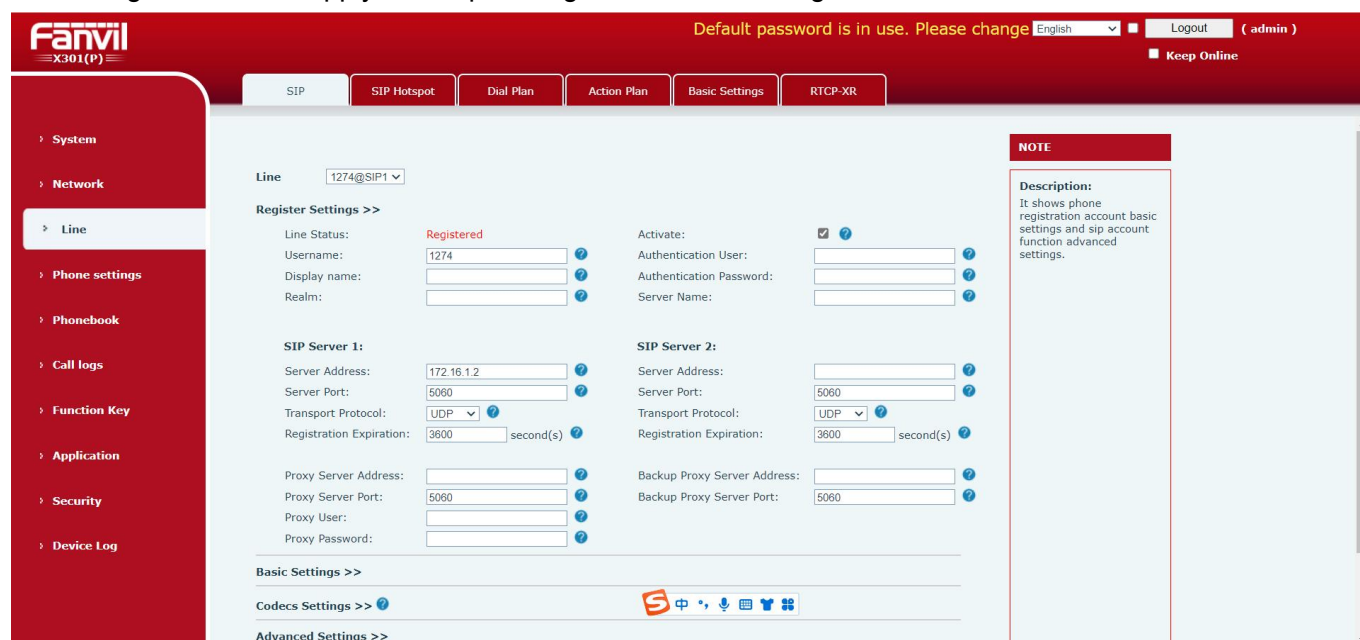 Fanvil
X301(P)
Default password is in use. Please change
English
Logout
( admin )
Keep Online
SIP
SIP Hotspot
Dial Plan
Action Plan
Basic Settings
RTCP-XR
› System
› Network
› Line
› Phone settings
› Phonebook
› Call logs
› Function Key
› Application
› Security
› Device Log
Line 1274@SIP1
Register Settings >>
Line Status: Registered Activate:
Username: 1274 Authentication User:
Display name: Authentication Password:
Realm: Server Name:
SIP Server 1: SIP Server 2:
Server Address: 172.16.1.2 Server Address:
Server Port: 5060 Server Port: 5060
Transport Protocol: UDP Transport Protocol: UDP
Registration Expiration: 3600 second(s) Registration Expiration: 3600 second(s)
Proxy Server Address: Backup Proxy Server Address:
Proxy Server Port: 5060 Backup Proxy Server Port: 5060
Proxy User:
Proxy Password:
Basic Settings >>
Codecs Settings >>
中
Advanced Settings >>
NOTE
Description:
It shows phone
registration account basic
settings and sip account
function advanced
settings.